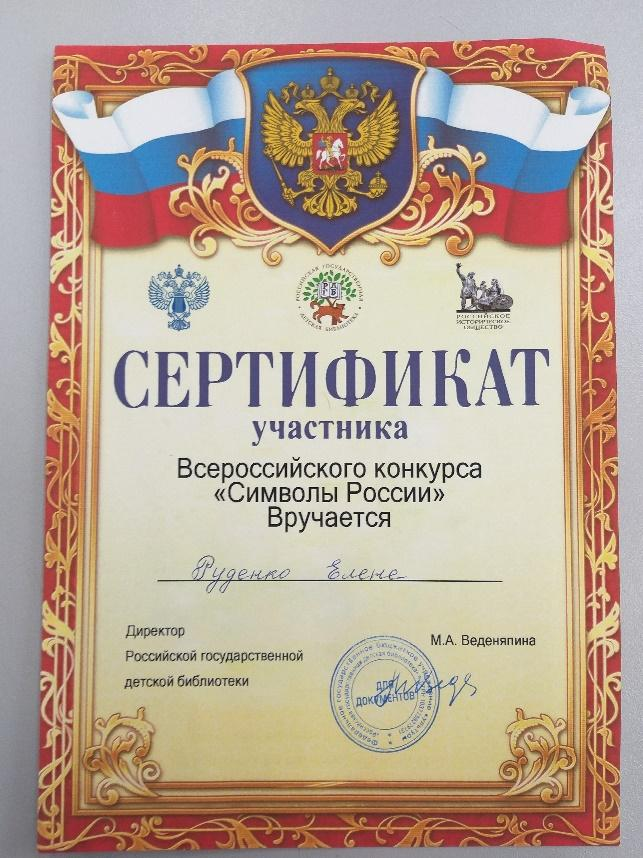 РОССИЙСКАЯ ГОСУДАРСТВЕННАЯ
ДЕТСКАЯ БИБЛИОТЕКА
РОССИЙСКОЕ
ИСТОРИЧЕСКОЕ
ОБЩЕСТВО
СЕРТИФИКАТ
участника
Всероссийского конкурса
«Символы России»
Вручается
Руденко Елене
Директор
Российской государственной
детской библиотеки
М.А. Веденяпина
ДЛЯ
ДОКУМЕНТОВ